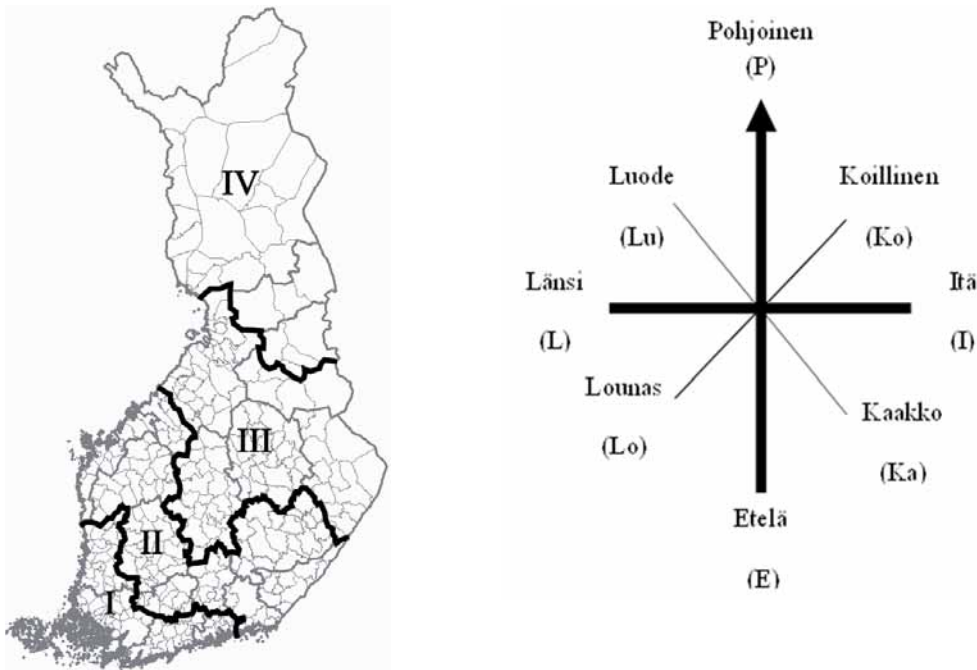 IV
III
II
I
Pohjoinen
(P)
Luode
(Lu)
Koillinen
(Ko)
Länsi
(L)
Itä
(I)
Lounas
(Lo)
Kaakko
(Ka)
Etelä
(E)